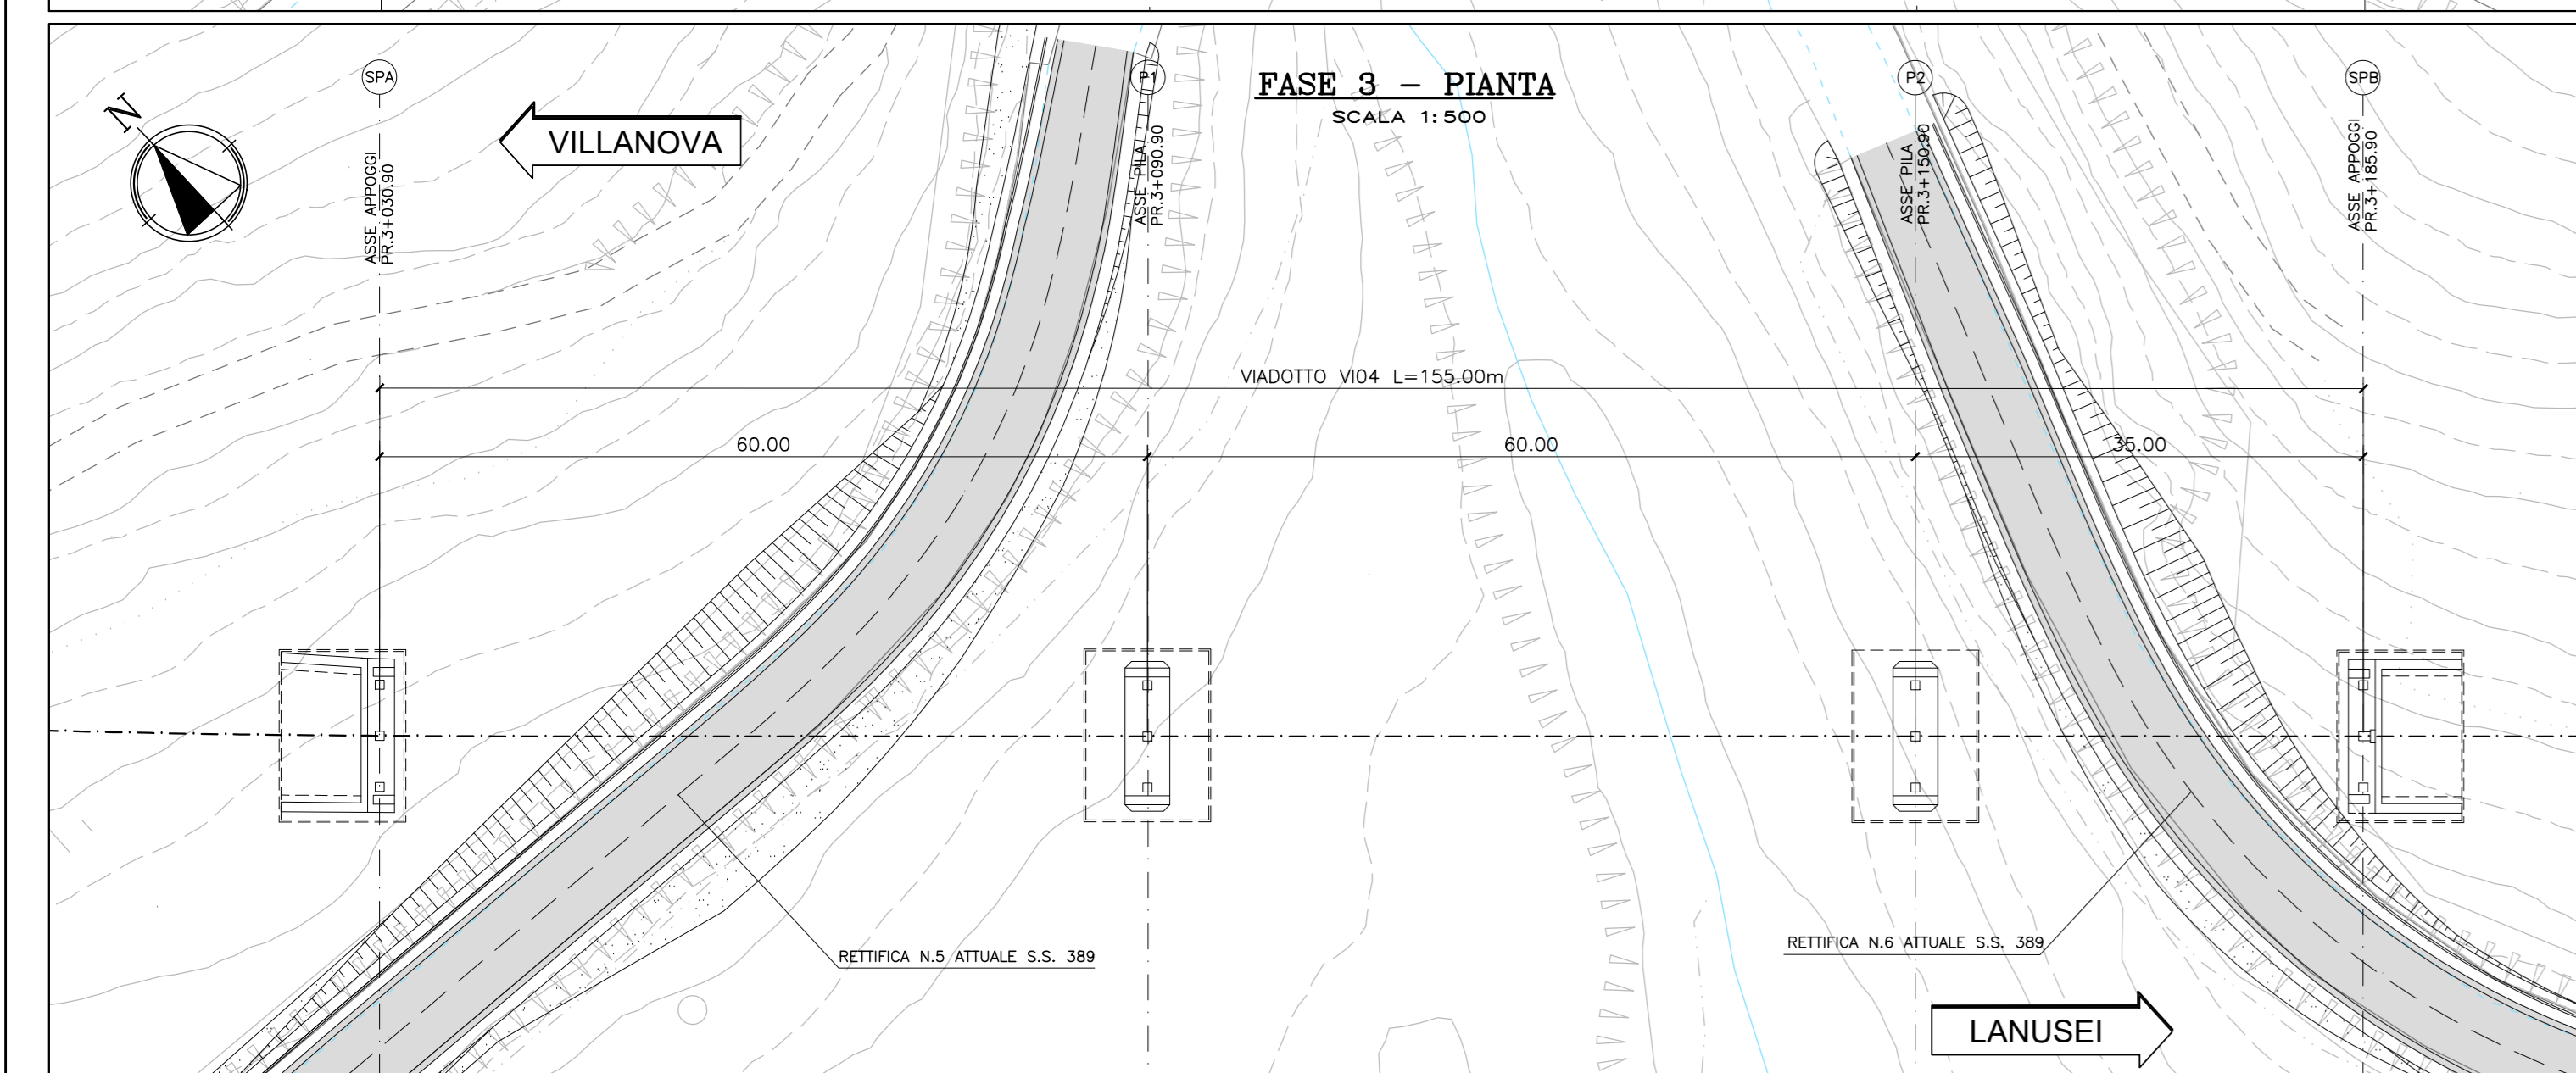 SPA
P1
FASE 3 – PIANTA
P2
SPB
N
VILLANOVA
SCALA 1:500
ASSE APPOGGI
PR.3+030.90
ASSE PILA
PR.3+090.90
ASSE PILA
PR.3+150.90
ASSE APPOGGI
PR.3+185.90
VIADOTTO VI04 L=155.00m
60.00
60.00
35.00
RETTIFICA N.5 ATTUALE S.S. 389
RETTIFICA N.6 ATTUALE S.S. 389
LANUSEI